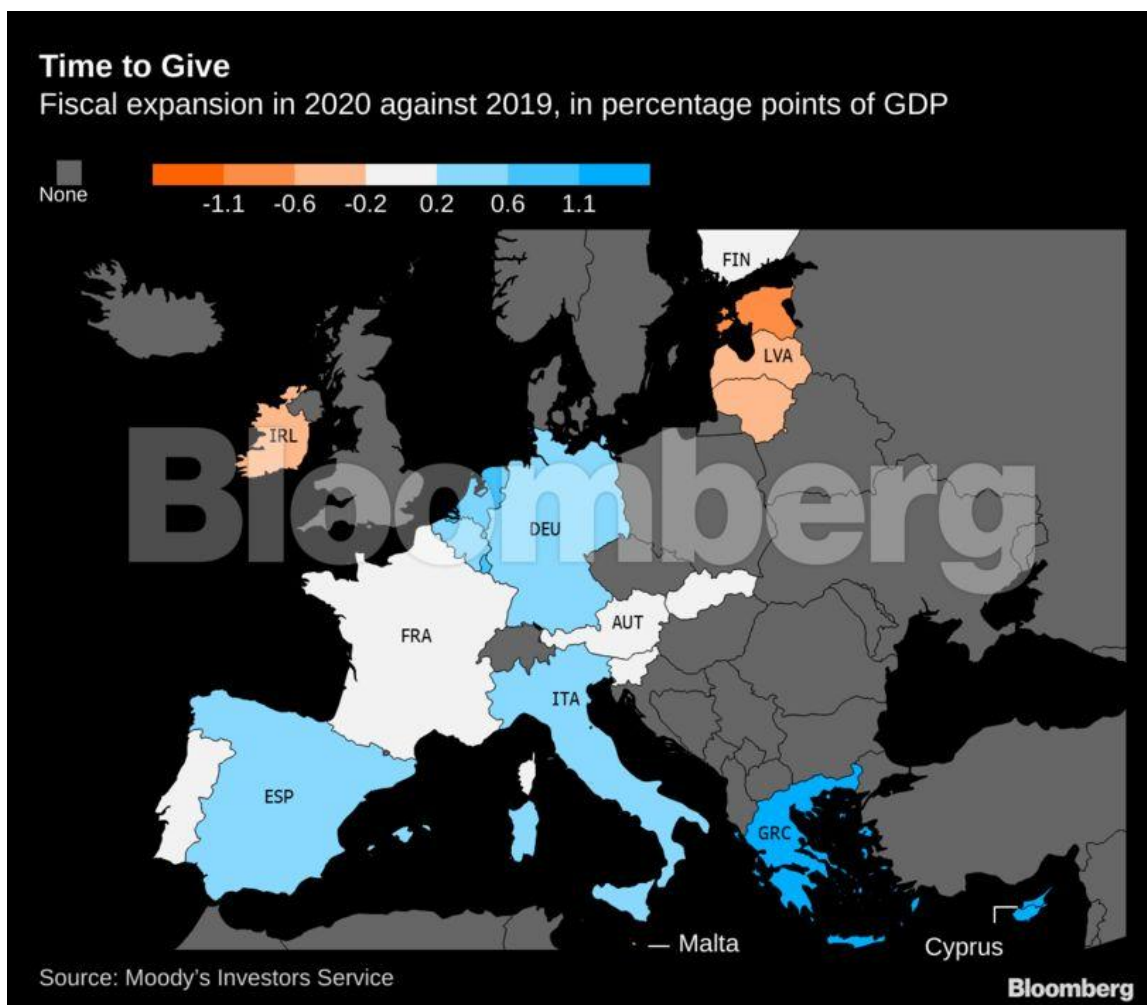 Time to Give
Fiscal expansion in 2020 against 2019, in percentage points of GDP
None
-1.1 -0.6 -0.2 0.2 0.6 1.1
FIN
LVA
IRL
Bloomberg
DEU
FRA
AUT
ITA
ESP
GRC
Malta
Cyprus
Source: Moody's Investors Service
Bloomberg